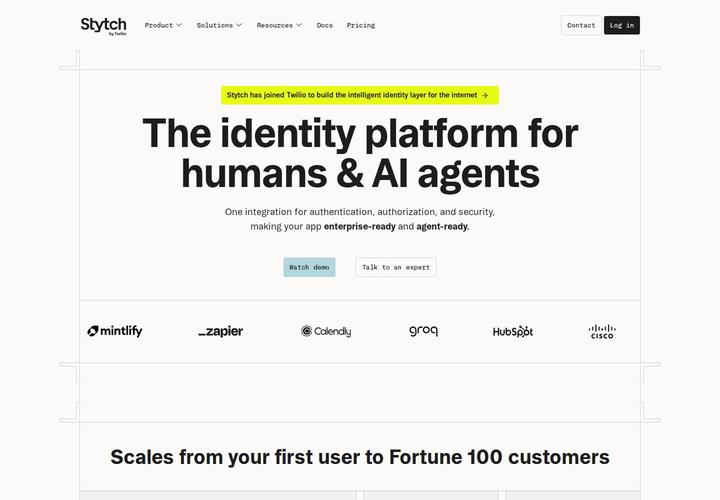 Stytch
by Twilio
Product
Solutions
Resources
Docs
Pricing
Contact
Log in
Stytch has joined Twilio to build the intelligent identity layer for the internet →
The identity platform for
humans & AI agents
One integration for authentication, authorization, and security,
making your app enterprise-ready and agent-ready.
Watch demo
Talk to an expert
mintlify
_zapier
Calendly
groq
HubSpot
CISCO
Scales from your first user to Fortune 100 customers